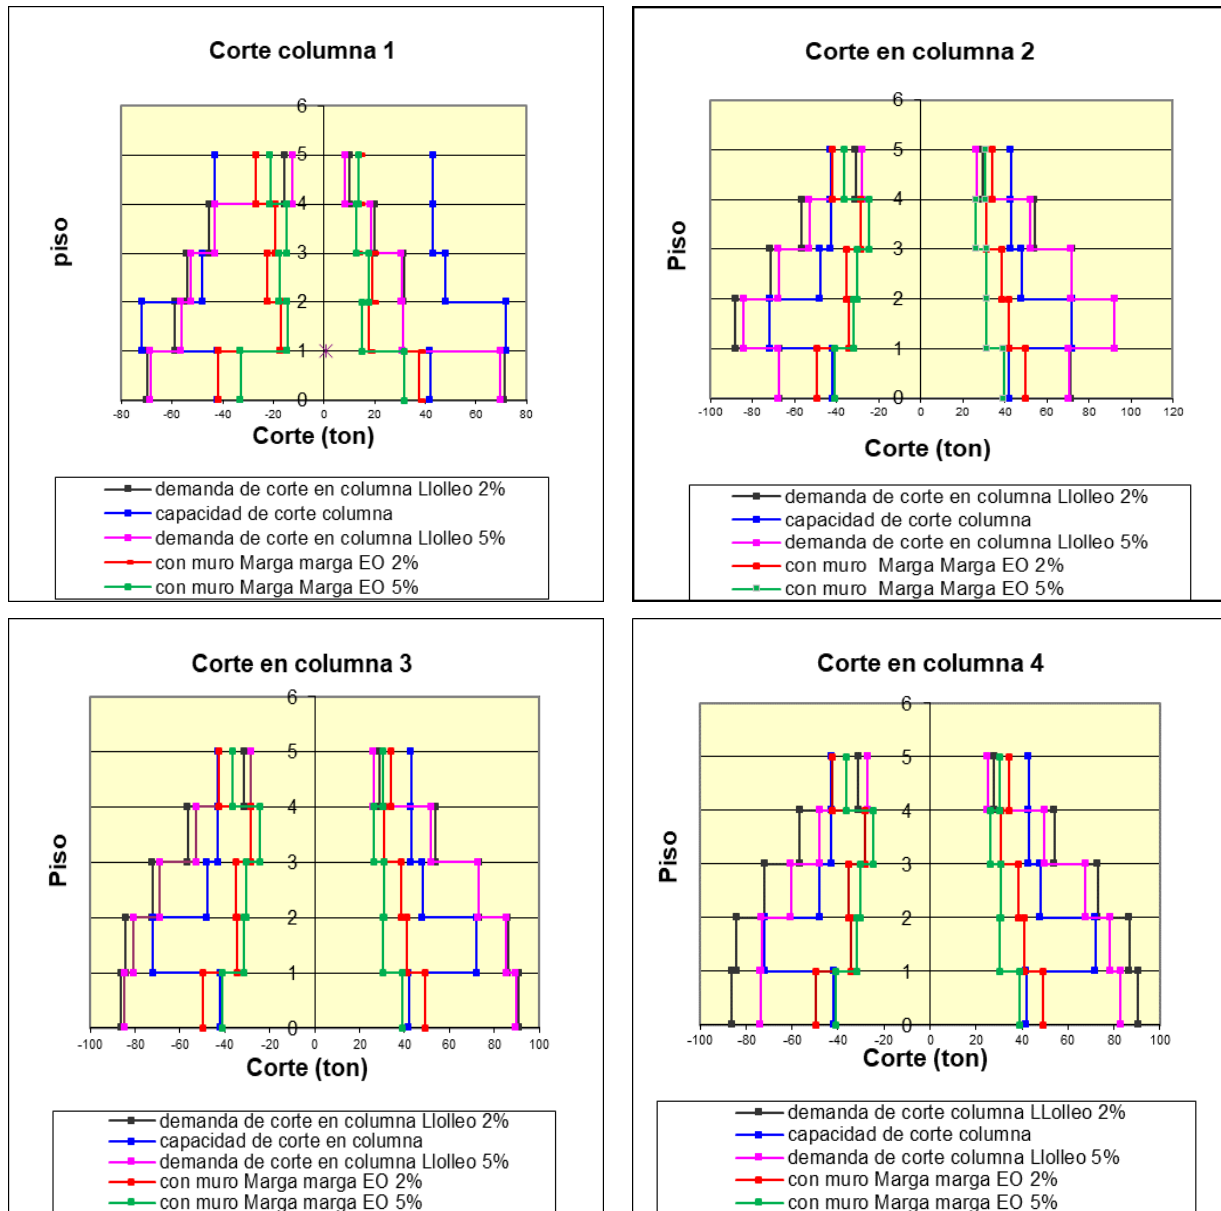 Corte columna 1
6
5
4
3
2
1
0
-80 -60 -40 -20 0 20 40 60 80
piso
Corte (ton)
demanda de corte en columna Llolleo 2%
capacidad de corte columna
demanda de corte en columna Llolleo 5%
con muro Marga marga EO 2%
con muro Marga Marga EO 5%
Corte en columna 2
6
5
4
3
2
1
0
-100 -80 -60 -40 -20 0 20 40 60 80 100 120
Piso
Corte (ton)
demanda de corte en columna Llolleo 2%
capacidad de corte columna
demanda de corte en columna Llolleo 5%
con muro Marga Marga EO 2%
con muro Marga Marga EO 5%
Corte en columna 3
6
5
4
3
2
1
0
-100 -80 -60 -40 -20 0 20 40 60 80 100
Piso
Corte (ton)
demanda de corte en columna Llolleo 2%
capacidad de corte en columna
demanda de corte en columna Llolleo 5%
con muro Marga marga EO 2%
con muro Marga marga EO 5%
Corte en columna 4
6
5
4
3
2
1
0
-100 -80 -60 -40 -20 0 20 40 60 80 100
Piso
Corte (ton)
demanda de corte columna LLolleo 2%
capacidad de corte columna
demanda de corte columna Llolleo 5%
con muro Marga marga EO 2%
con muro Marga marga EO 5%